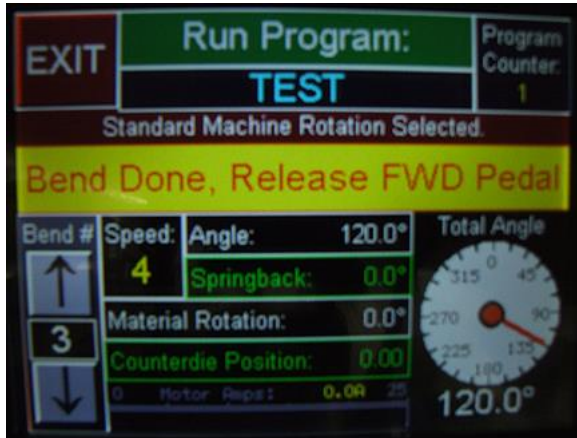 EXIT
Run Program:
TEST
Program
Counter:
1
Standard Machine Rotation Selected.
Bend Done, Release FWD Pedal
Bend #
3
Speed:
4
Angle: 120.0°
Springback: 0.0°
Material Rotation: 0.0°
Counterdie Position: 0.00
0 Motor Amps: 0.0A 25
Total Angle
0
45
90
135
180
225
270
315
120.0°